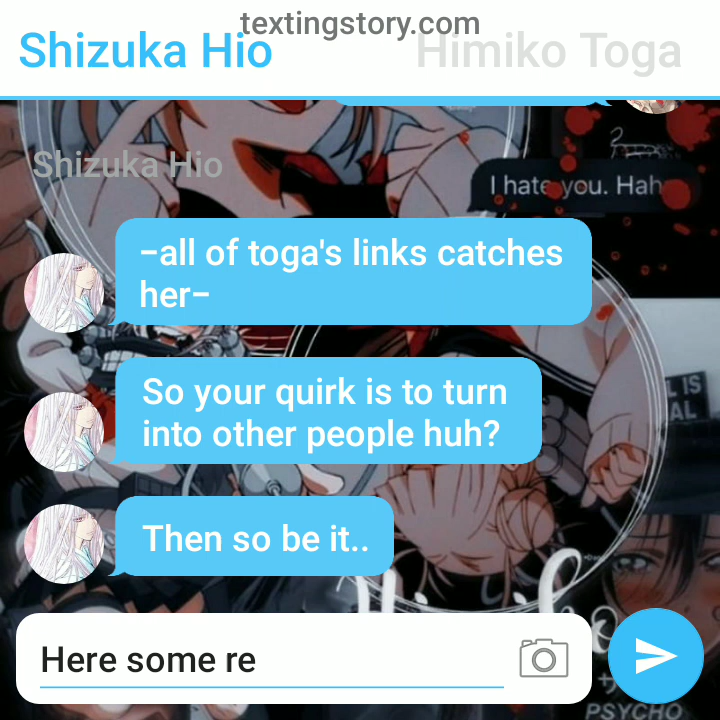 textingstory.com
Shizuka Hio
Himiko Toga
Shizuka Hio
I hate you. Hah
-all of toga's links catches
her-
So your quirk is to turn
into other people huh?
Then so be it..
Here some re
PSYCHO